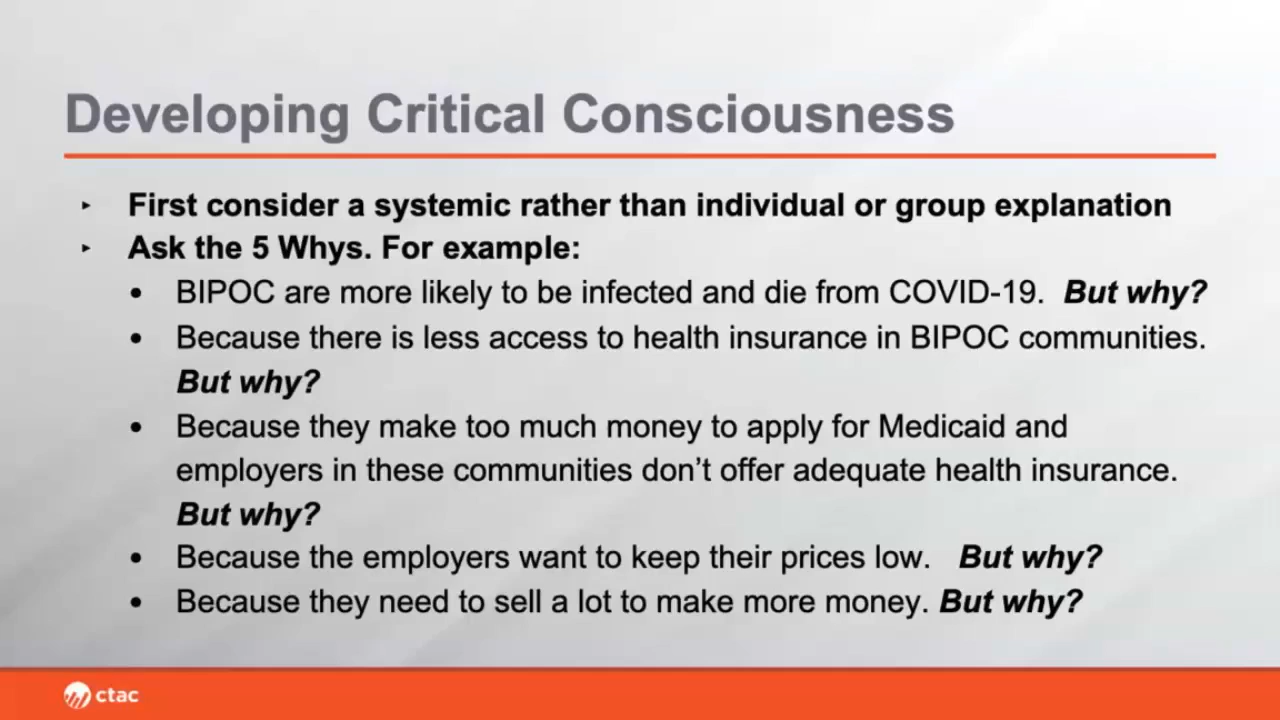 Developing Critical Consciousness
‣ First consider a systemic rather than individual or group explanation
‣ Ask the 5 Whys. For example:
• BIPOC are more likely to be infected and die from COVID-19. But why?
• Because there is less access to health insurance in BIPOC communities.
But why?
• Because they make too much money to apply for Medicaid and
employers in these communities don’t offer adequate health insurance.
But why?
• Because the employers want to keep their prices low. But why?
• Because they need to sell a lot to make more money. But why?
ctac